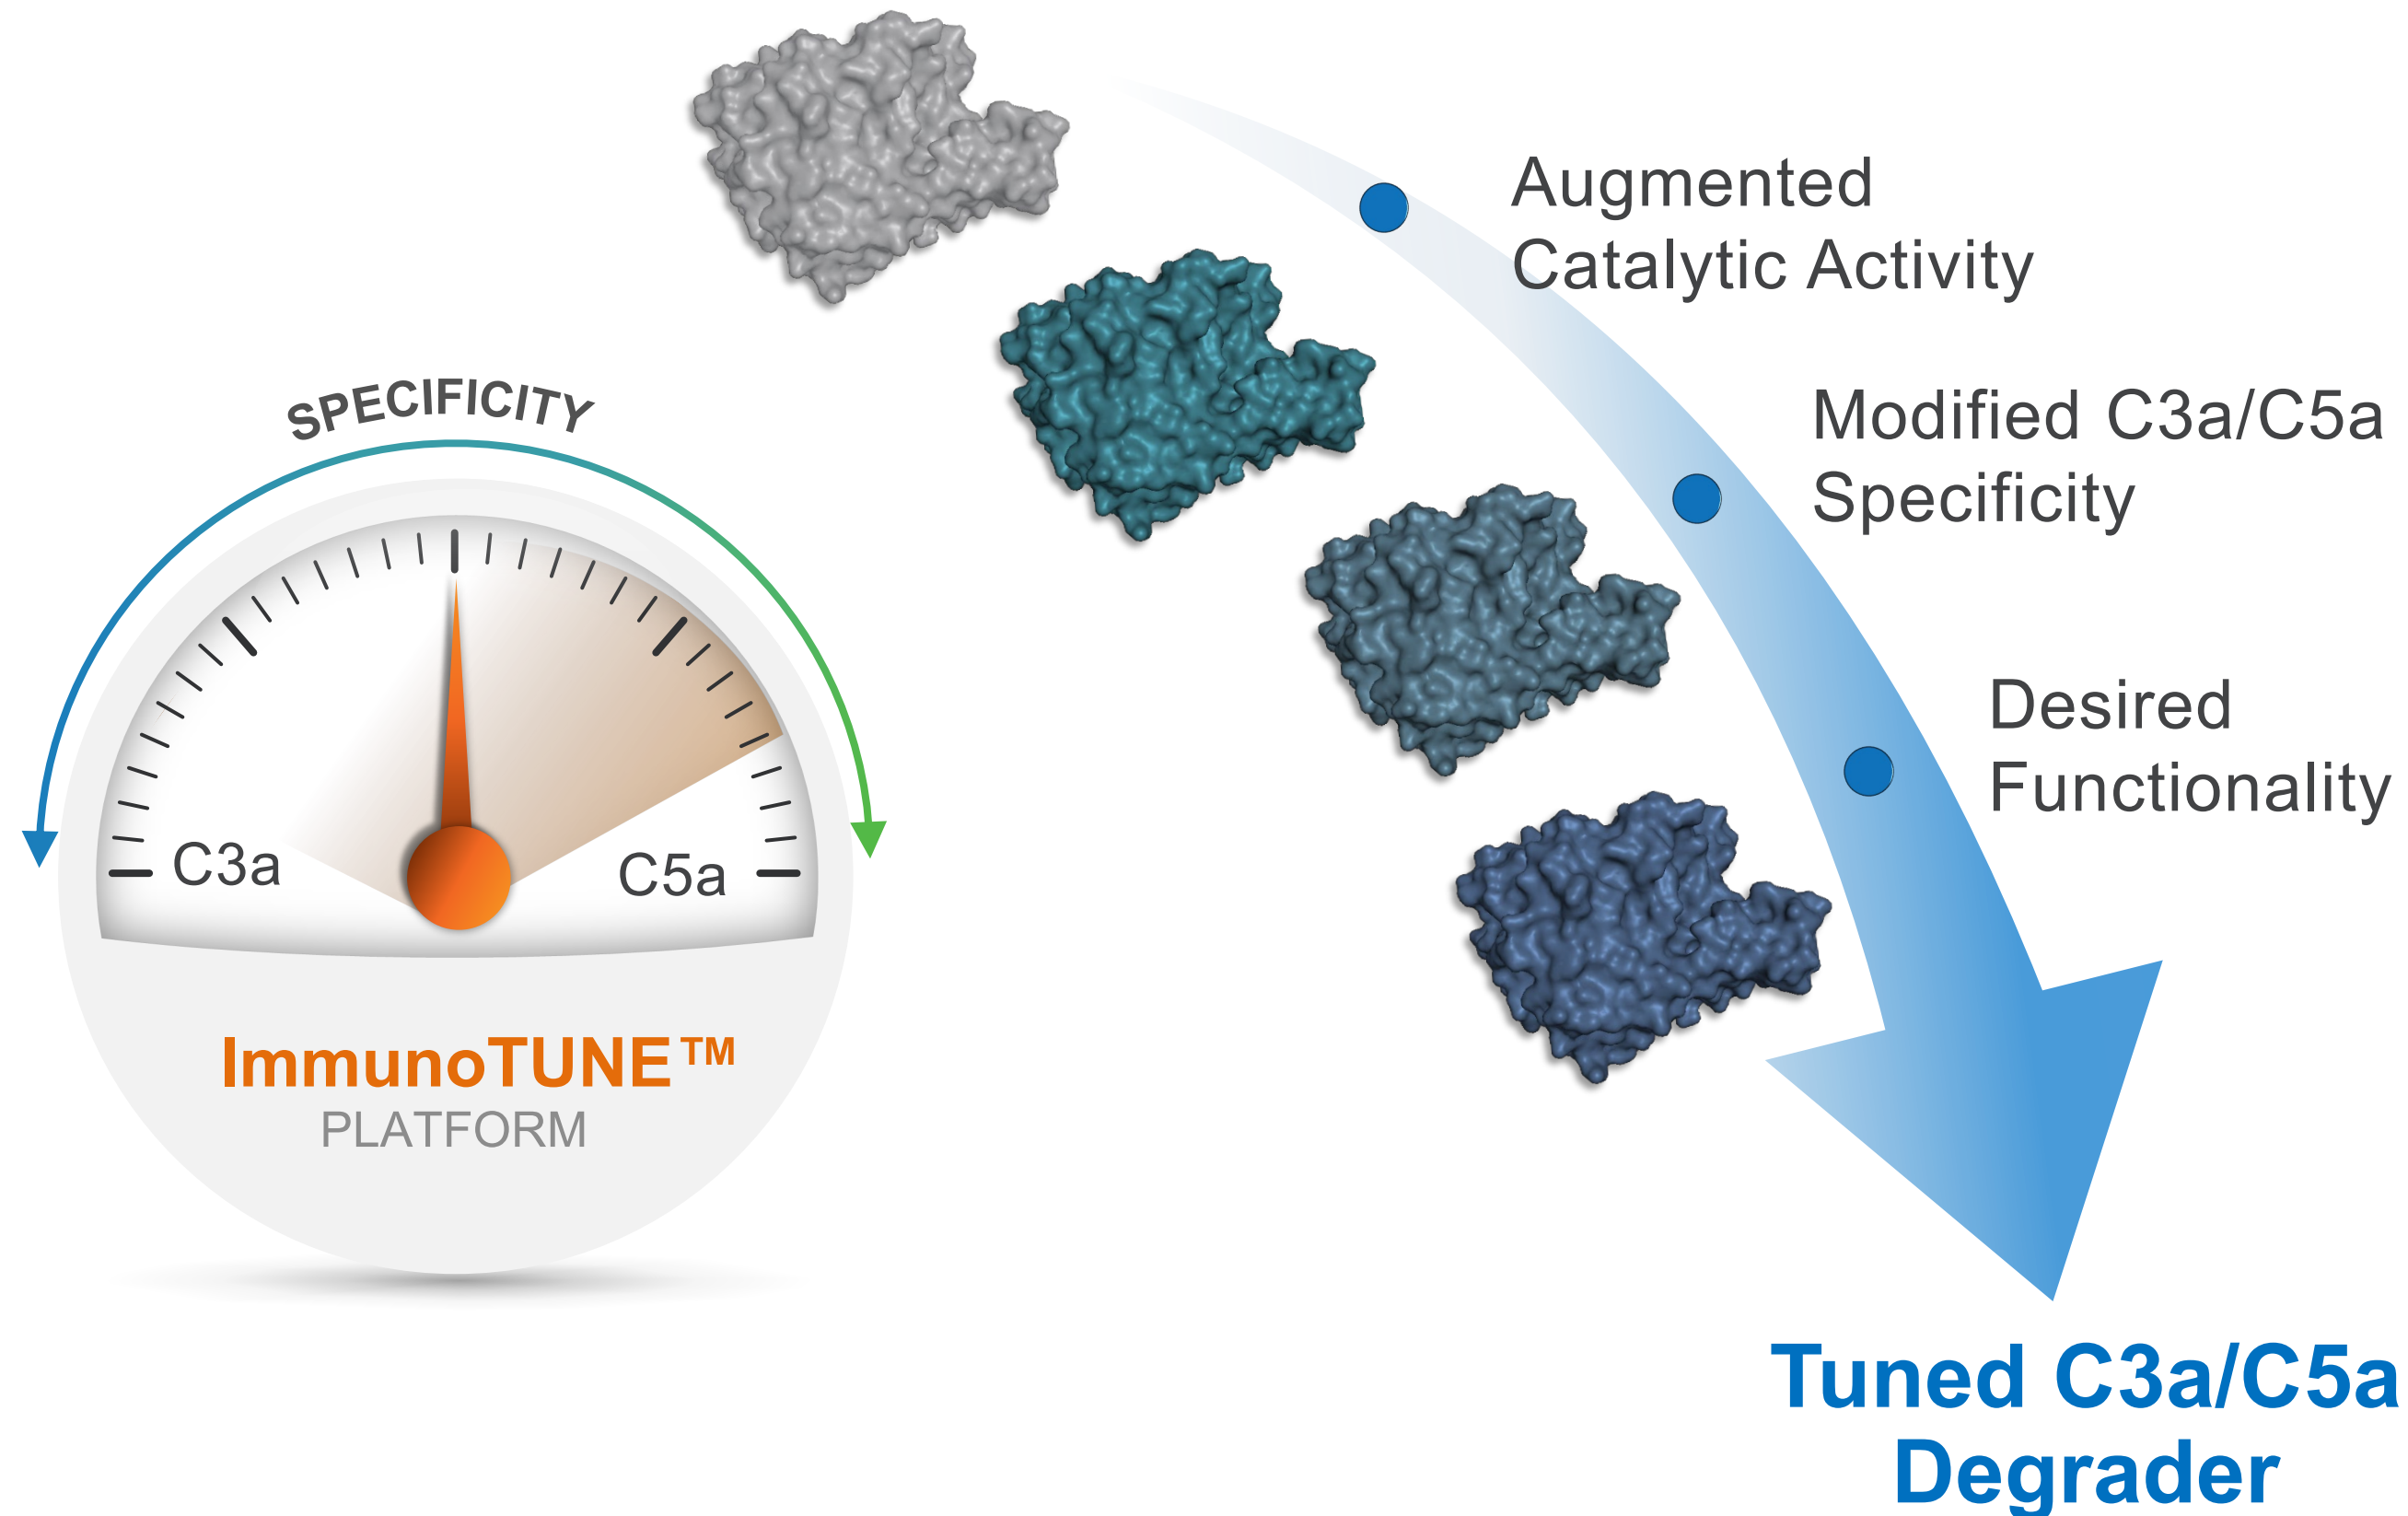 SPECIFICITY
C3a
C5a
ImmunoTUNE™
PLATFORM
Augmented
Catalytic Activity
Modified C3a/C5a
Specificity
Desired
Functionality
Tuned C3a/C5a
Degrader